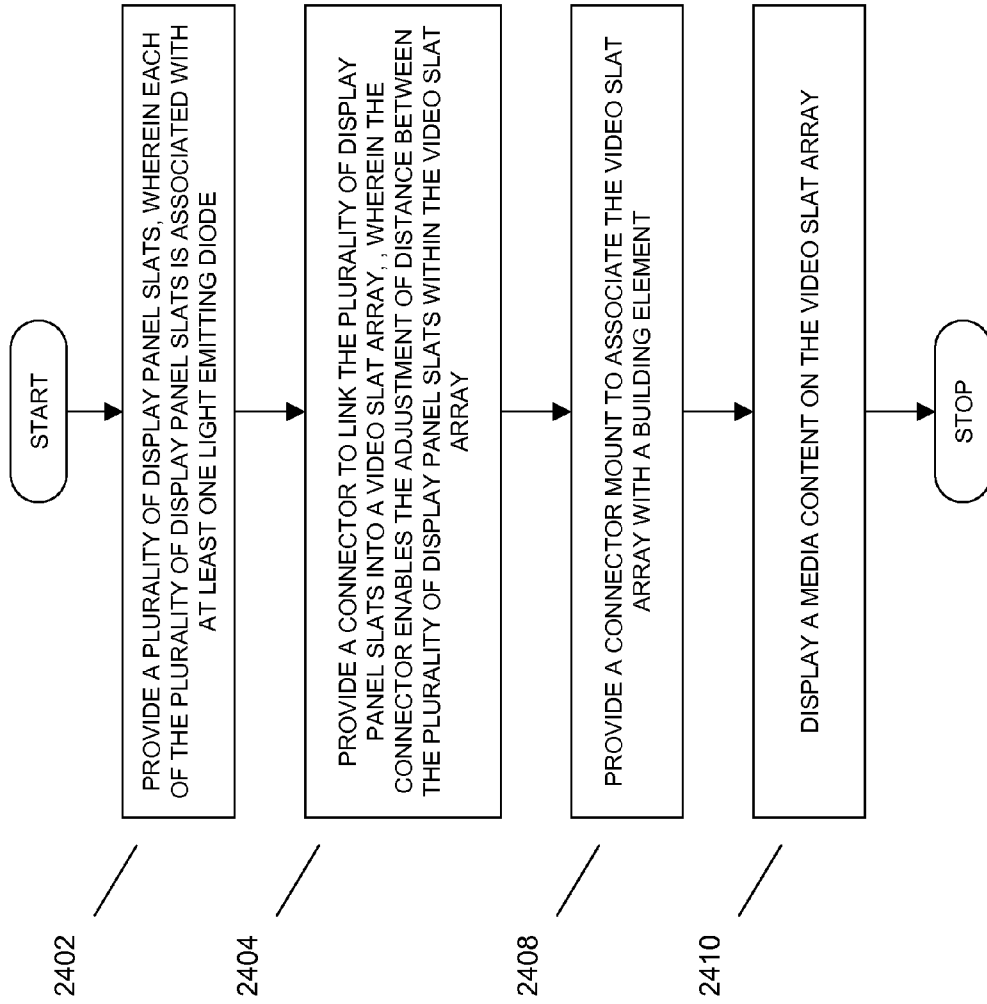 START
2402
PROVIDE A PLURALITY OF DISPLAY PANEL SLATS, WHEREIN EACH
OF THE PLURALITY OF DISPLAY PANEL SLATS IS ASSOCIATED WITH
AT LEAST ONE LIGHT EMITTING DIODE
2404
PROVIDE A CONNECTOR TO LINK THE PLURALITY OF DISPLAY
PANEL SLATS INTO A VIDEO SLAT ARRAY, , WHEREIN THE
CONNECTOR ENABLES THE ADJUSTMENT OF DISTANCE BETWEEN
THE PLURALITY OF DISPLAY PANEL SLATS WITHIN THE VIDEO SLAT
ARRAY
2408
PROVIDE A CONNECTOR MOUNT TO ASSOCIATE THE VIDEO SLAT
ARRAY WITH A BUILDING ELEMENT
2410
DISPLAY A MEDIA CONTENT ON THE VIDEO SLAT ARRAY
STOP